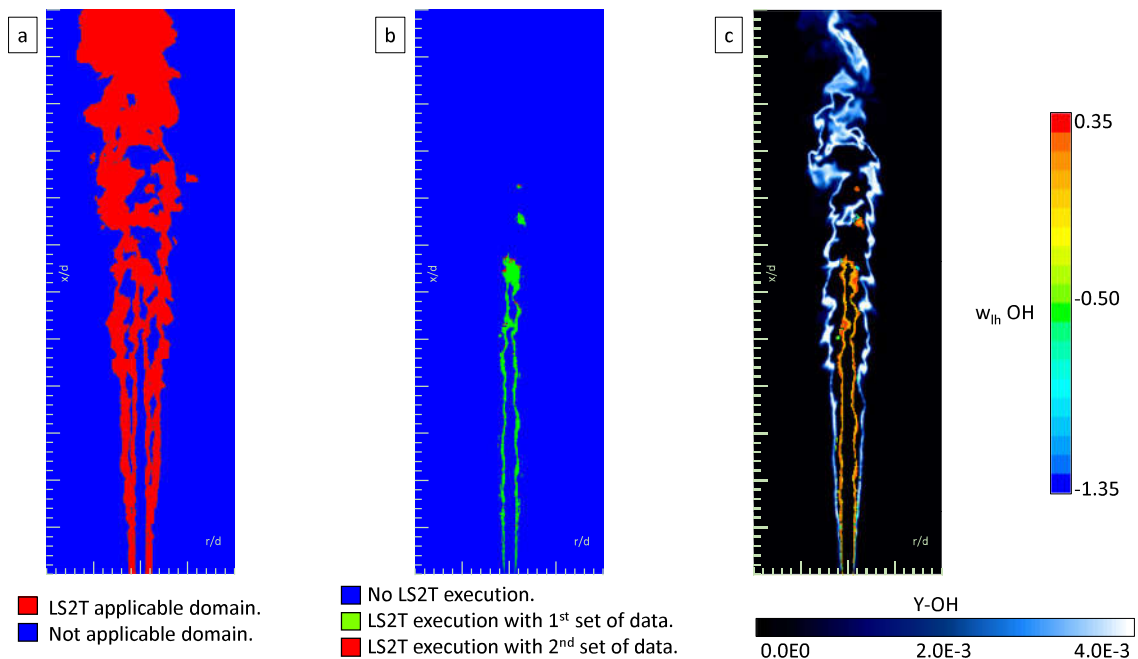 a
b
c
x/d
x/d
x/d
r/d
r/d
r/d
0.35
-0.50
-1.35
w_lh OH
LS2T applicable domain.
Not applicable domain.
No LS2T execution.
LS2T execution with 1st set of data.
LS2T execution with 2nd set of data.
Y-OH
0.0E0
2.0E-3
4.0E-3